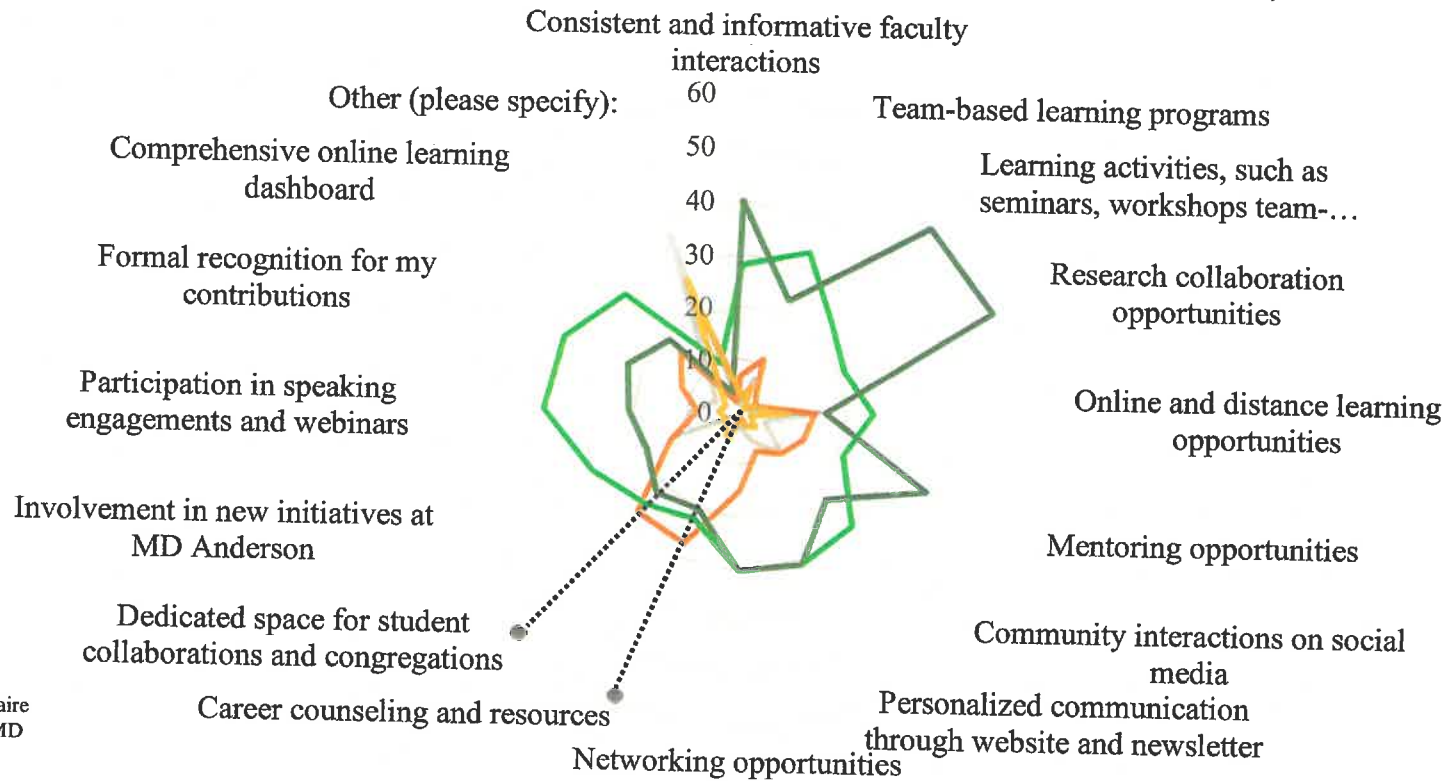 Consistent and informative faculty
interactions
Other (please specify):
60
Team-based learning programs
50
Comprehensive online learning
dashboard
Learning activities, such as
seminars, workshops team-...
40
30
Formal recognition for my
contributions
Research collaboration
opportunities
20
10
Participation in speaking
engagements and webinars
0
Online and distance learning
opportunities
Involvement in new initiatives at
MD Anderson
Mentoring opportunities
Dedicated space for student
collaborations and congregations
Community interactions on social
media
Career counseling and resources
Personalized communication
through website and newsletter
Networking opportunities